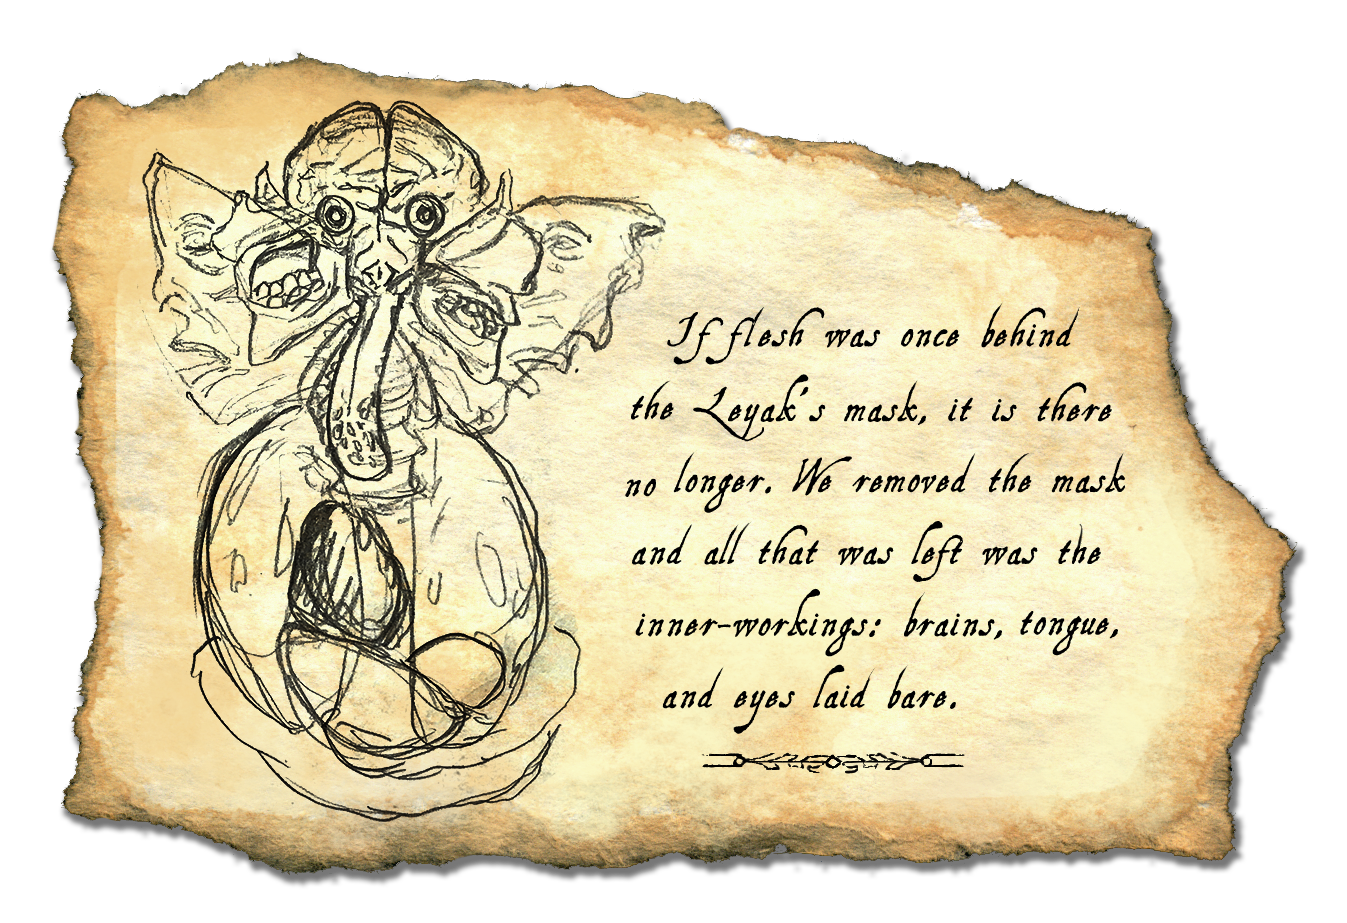 If flesh was once behind
the Leyak's mask, it is there
no longer. We removed the mask
and all that was left was the
inner-workings: brains, tongue,
and eyes laid bare.